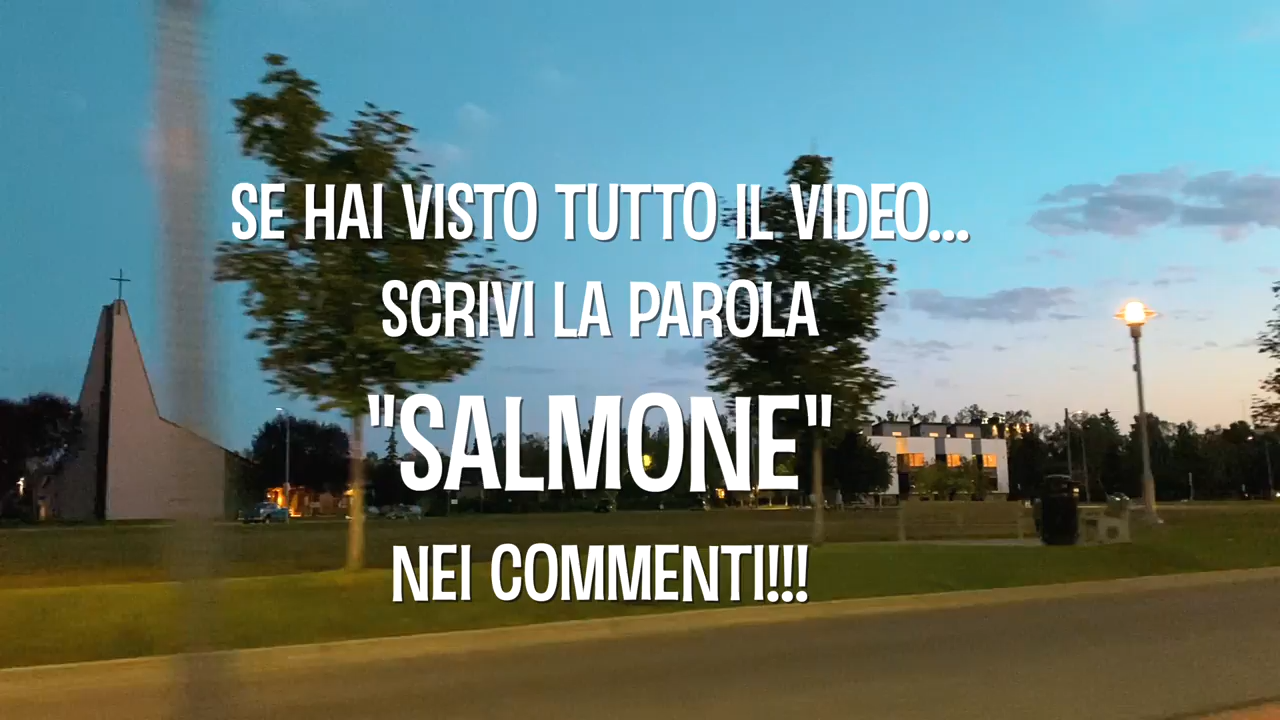 SE HAI VISTO TUTTO IL VIDEO...
SCRIVI LA PAROLA
"SALMONE"
NEI COMMENTI!!!